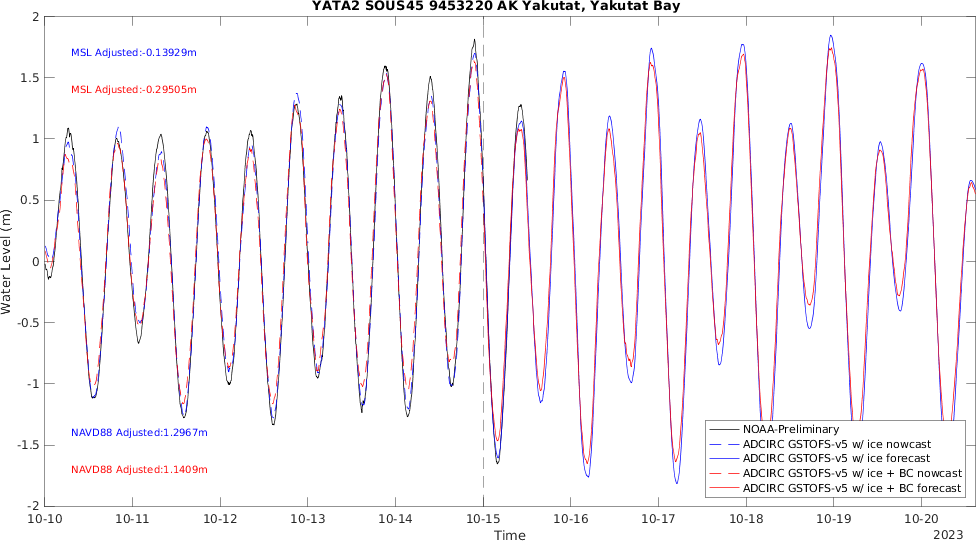 YATA2 SOUS45 9453220 AK Yakutat, Yakutat Bay
2
1.5
1
0.5
0
-0.5
-1
-1.5
-2
Water Level (m)
MSL Adjusted:-0.13929m
MSL Adjusted:-0.29505m
NAVD88 Adjusted:1.2967m
NAVD88 Adjusted:1.1409m
NOAA-Preliminary
ADCIRC GSTOFS-v5 w/ ice nowcast
ADCIRC GSTOFS-v5 w/ ice forecast
ADCIRC GSTOFS-v5 w/ ice + BC nowcast
ADCIRC GSTOFS-v5 w/ ice + BC forecast
10-10 10-11 10-12 10-13 10-14 10-15 10-16 10-17 10-18 10-19 10-20
Time
2023